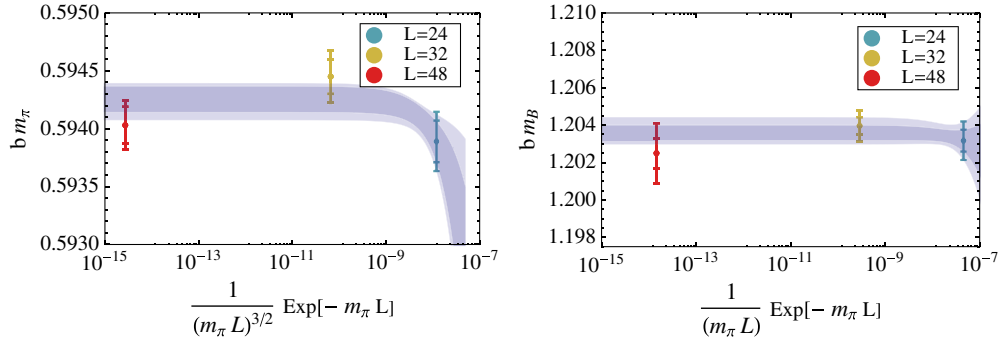 0.5950
0.5945
0.5940
0.5935
0.5930
b m_π
L=24
L=32
L=48
10^-15 10^-13 10^-11 10^-9 10^-7
1/(m_π L)^{3/2} Exp[− m_π L]
1.210
1.208
1.206
1.204
1.202
1.200
1.198
b m_B
L=24
L=32
L=48
10^-15 10^-13 10^-11 10^-9 10^-7
1/(m_π L) Exp[− m_π L]